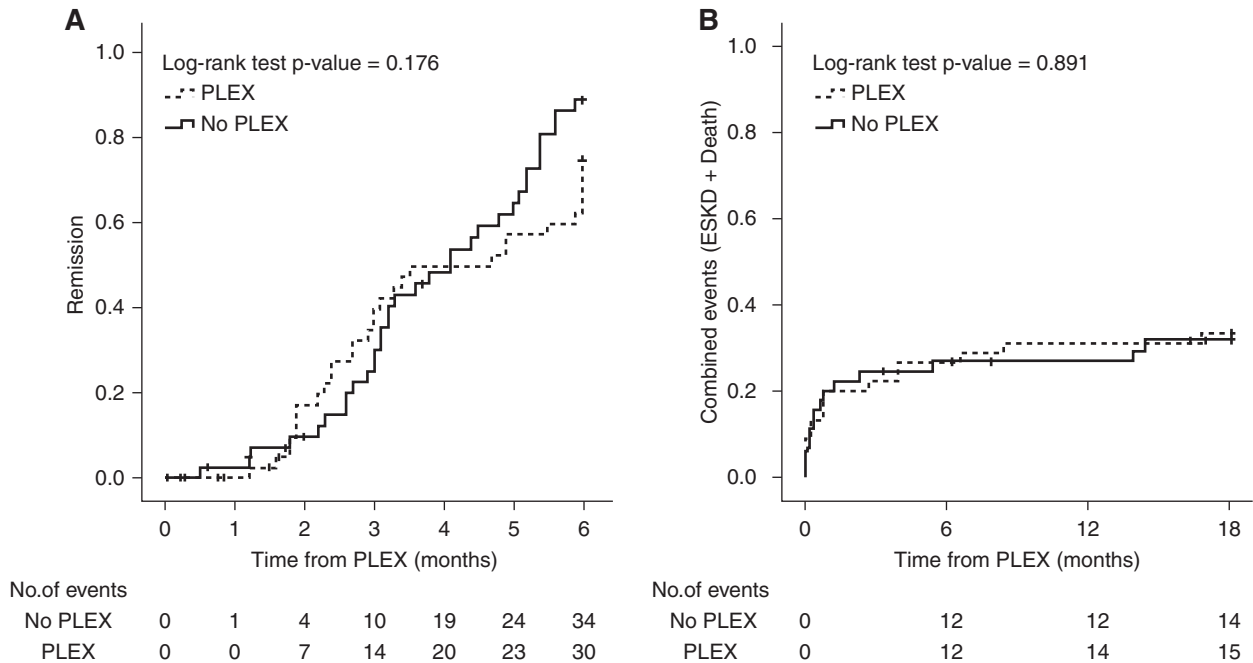 A
Log-rank test p-value = 0.176
PLEX
No PLEX
Remission
1.0
0.8
0.6
0.4
0.2
0.0
0 1 2 3 4 5 6
Time from PLEX (months)
No.of events
No PLEX 0 1 4 10 19 24 34
PLEX 0 0 7 14 20 23 30
B
Log-rank test p-value = 0.891
PLEX
No PLEX
Combined events (ESKD + Death)
1.0
0.8
0.6
0.4
0.2
0.0
0 6 12 18
Time from PLEX (months)
No.of events
No PLEX 0 12 12 14
PLEX 0 12 14 15